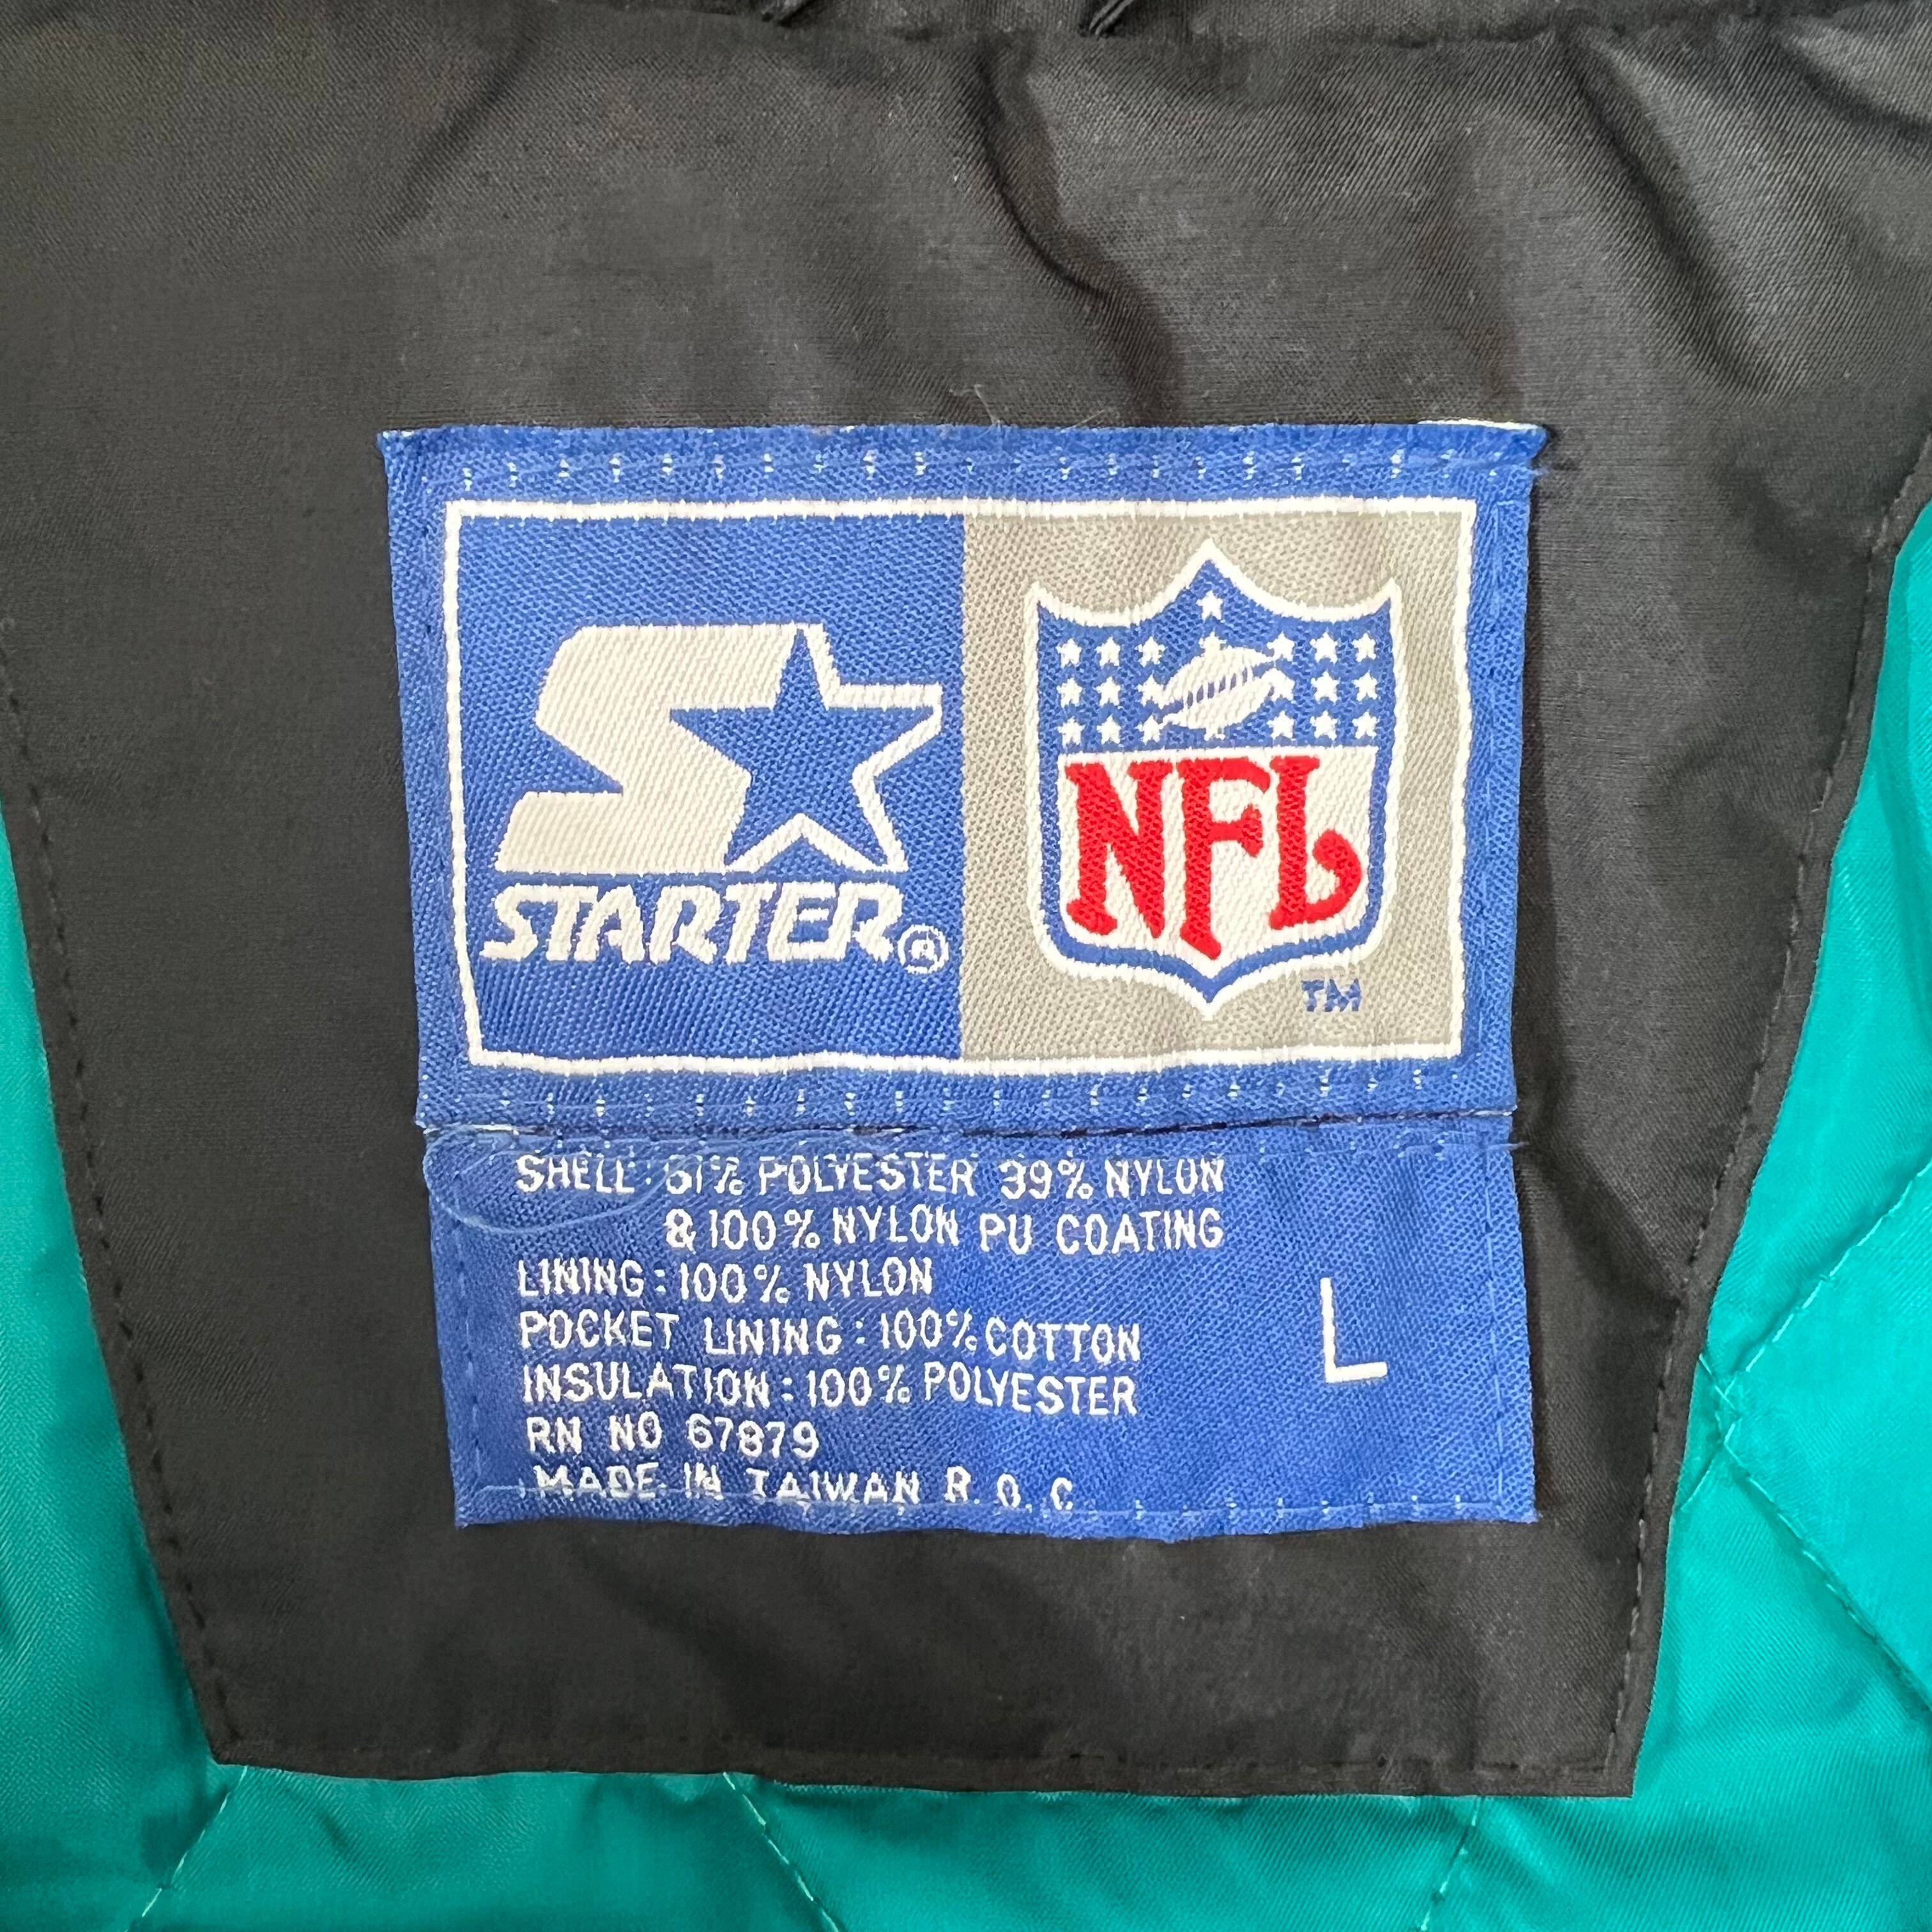 STARTER®
NFL
TM
SHELL: 61% POLYESTER 39% NYLON
& 100% NYLON PU COATING
LINING: 100% NYLON
POCKET LINING: 100% COTTON
INSULATION: 100% POLYESTER
RN NO 67879
MADE IN TAIWAN R. O. C
L